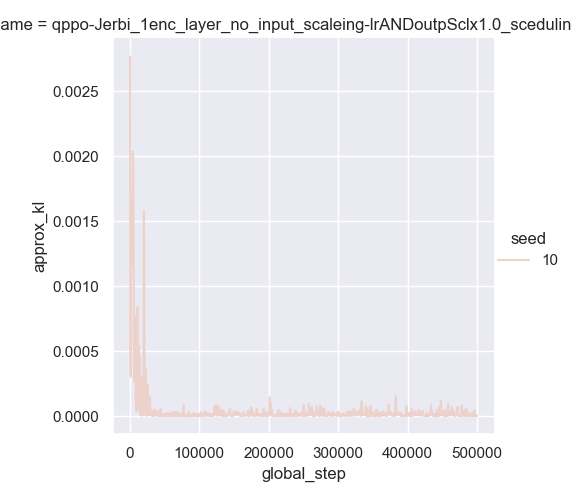 ame = qppo-Jerbi_1enc_layer_no_input_scaleing-lrANDoutpSclx1.0_scedulin
0.0025
0.0020
0.0015
0.0010
0.0005
0.0000
approx_kl
0 100000 200000 300000 400000 500000
global_step
seed
10